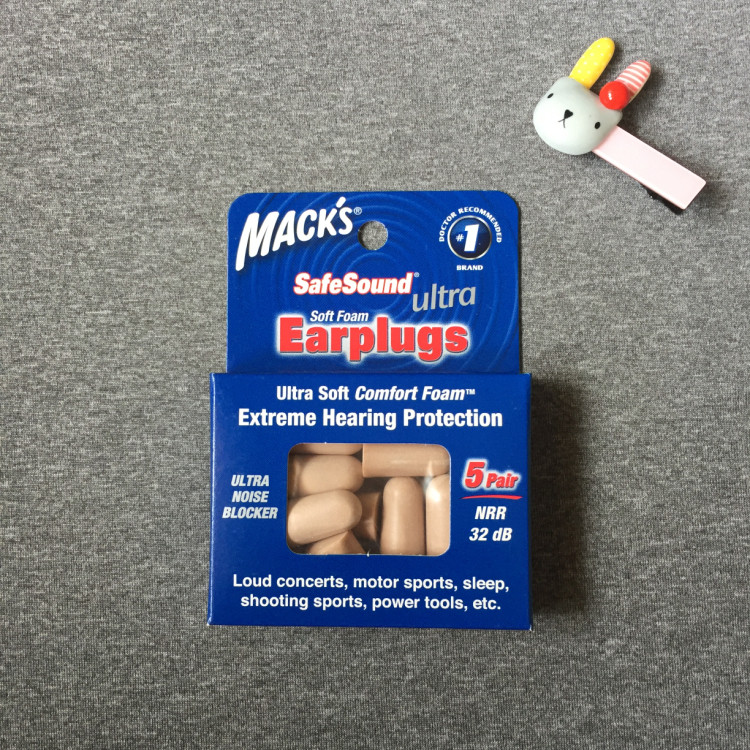 MACK'S®
DOCTOR RECOMMENDED
#1
BRAND
SafeSound®
ultra
Soft Foam
Earplugs
Ultra Soft Comfort Foam™
Extreme Hearing Protection
ULTRA
NOISE
BLOCKER
5 Pair
NRR
32 dB
Loud concerts, motor sports, sleep,
shooting sports, power tools, etc.